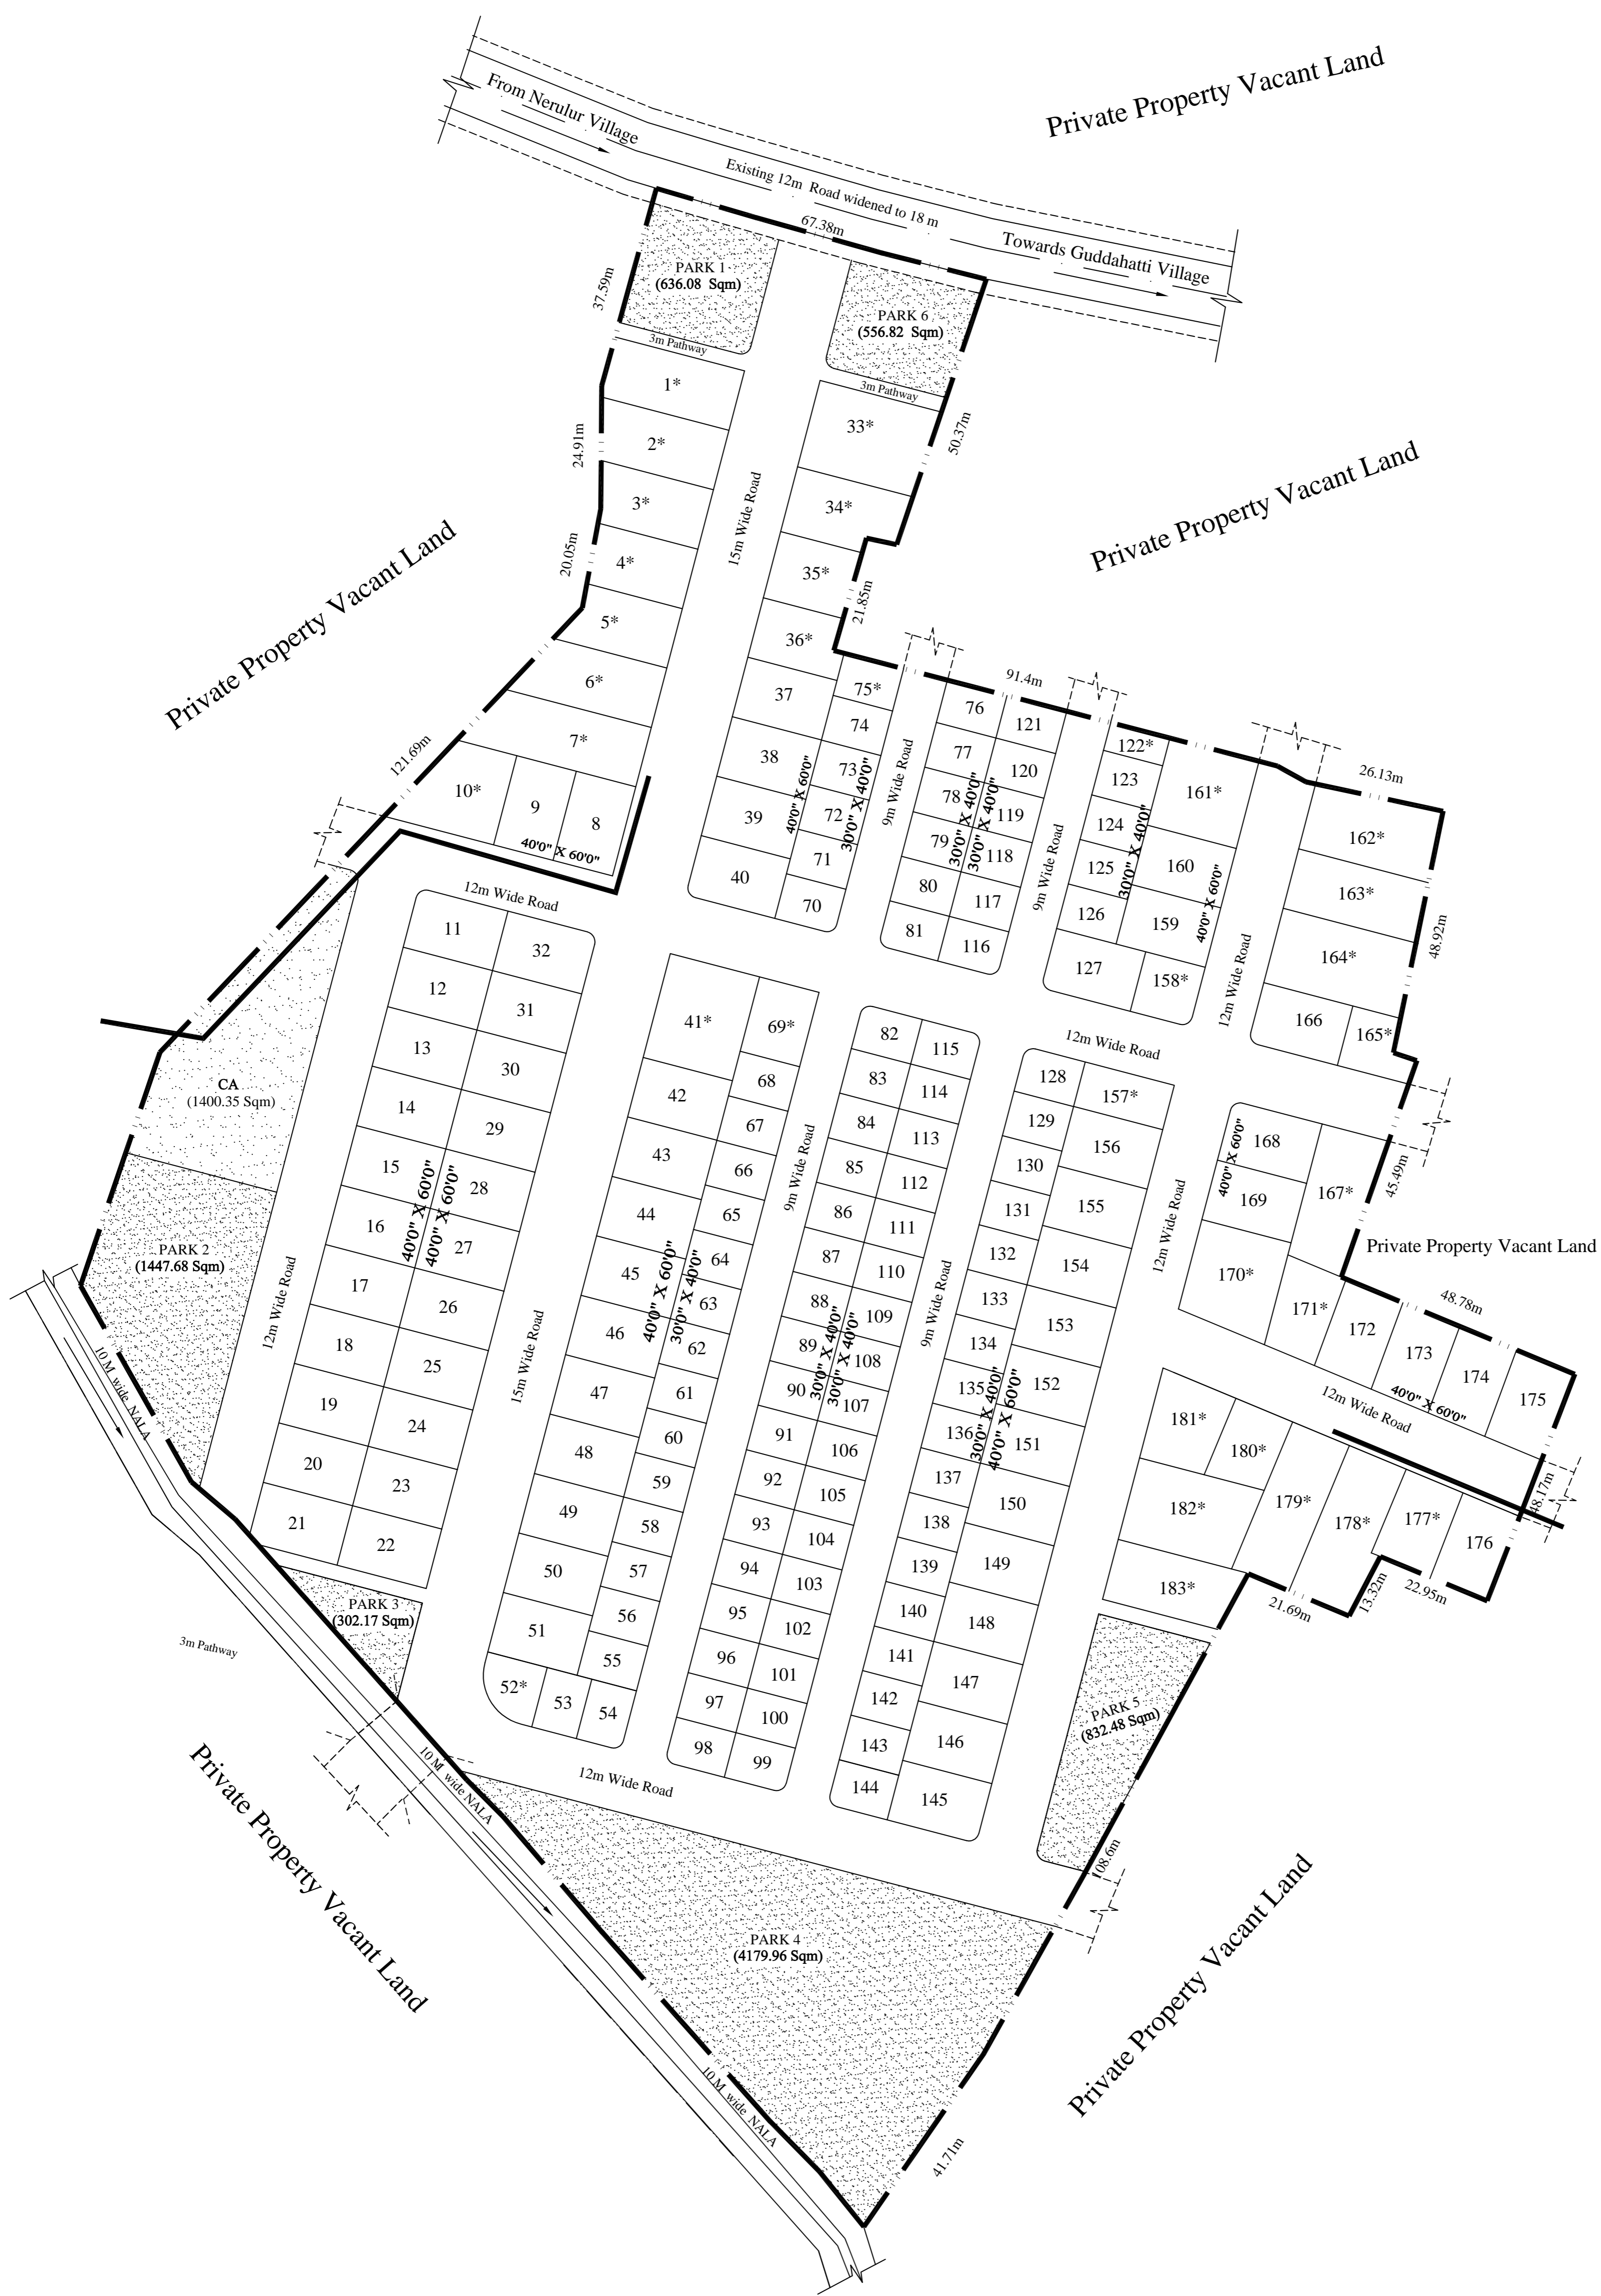 Private Property Vacant Land
From Nerulur Village
Existing 12m Road widened to 18 m
67.38m
Towards Guddahatti Village
PARK 1
(636.08 Sqm)
37.59m
3m Pathway
PARK 6
(556.82 Sqm)
3m Pathway
50.37m
1*
2*
3*
4*
5*
6*
7*
24.91m
20.05m
121.69m
15m Wide Road
33*
34*
35*
36*
21.85m
Private Property Vacant Land
Private Property Vacant Land
10*
9
8
40'0" X 60'0"
37
38
39
40
40'0" X 60'0"
75*
74
73
72
71
70
30'0" X 40'0"
9m Wide Road
91.4m
76
77
78
79
80
81
30'0" X 40'0"
121
120
119
118
117
116
30'0" X 40'0"
9m Wide Road
122*
123
124
125
126
127
30'0" X 40'0"
161*
160
159
158*
40'0" X 60'0"
12m Wide Road
26.13m
162*
163*
164*
166
165*
48.92m
12m Wide Road
11
12
13
14
15
16
17
18
19
20
21
40'0" X 60'0"
32
31
30
29
28
27
26
25
24
23
22
40'0" X 60'0"
CA
(1400.35 Sqm)
PARK 2
(1447.68 Sqm)
12m Wide Road
10 M wide NALA
15m Wide Road
41*
42
43
44
45
46
47
48
49
50
51
52*
53
54
40'0" X 60'0"
69*
68
67
66
65
64
63
62
61
60
59
58
57
56
55
30'0" X 40'0"
9m Wide Road
82
83
84
85
86
87
88
89
90
91
92
93
94
95
96
97
98
30'0" X 40'0"
115
114
113
112
111
110
109
108
107
106
105
104
103
102
101
100
99
30'0" X 40'0"
9m Wide Road
12m Wide Road
128
129
130
131
132
133
134
135
136
137
138
139
140
141
142
143
144
30'0" X 40'0"
157*
156
155
154
153
152
151
150
149
148
147
146
145
40'0" X 60'0"
12m Wide Road
168
169
170*
167*
40'0" X 60'0"
45.49m
Private Property Vacant Land
48.78m
171*
172
173
174
175
40'0" X 60'0"
12m Wide Road
48.17m
181*
180*
182*
183*
179*
178*
177*
176
21.69m
13.32m
22.95m
PARK 3
(302.17 Sqm)
3m Pathway
PARK 5
(832.48 Sqm)
108.6m
12m Wide Road
10 M wide NALA
Private Property Vacant Land
PARK 4
(4179.96 Sqm)
Private Property Vacant Land
10 M wide NALA
41.71m